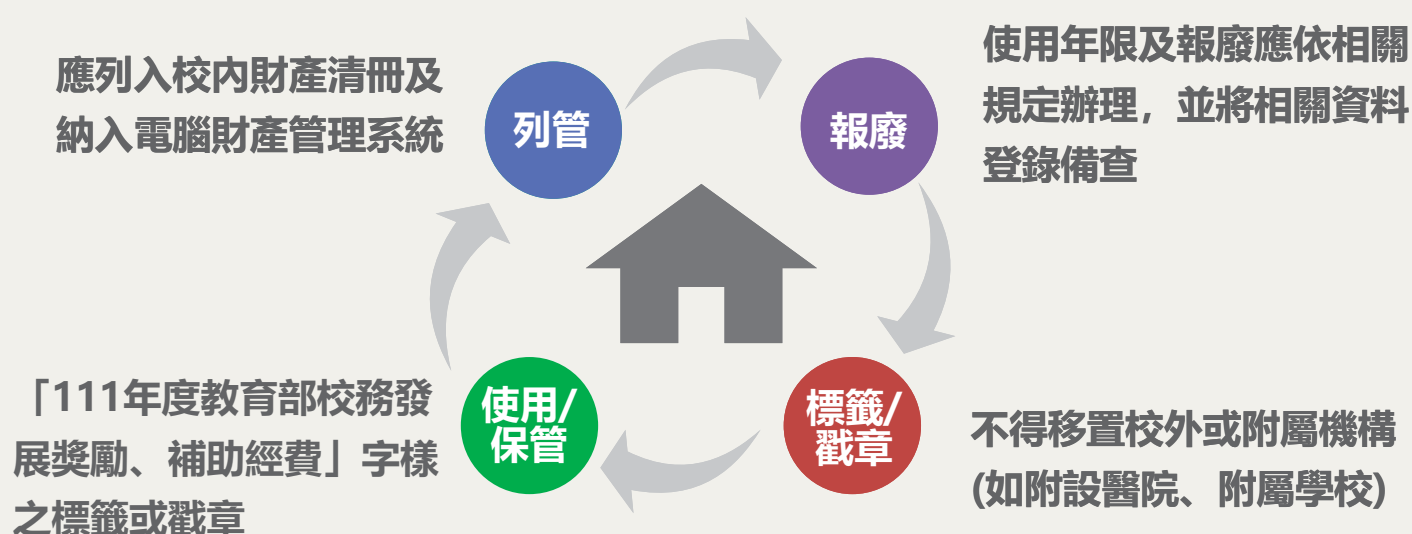 應列入校內財產清冊及
納入電腦財產管理系統
列管
報廢
使用年限及報廢應依相關
規定辦理，並將相關資料
登錄備查
「111年度教育部校務發
展獎勵、補助經費」字樣
之標籤或戳章
使用/
保管
標籤/
戳章
不得移置校外或附屬機構
(如附設醫院、附屬學校)